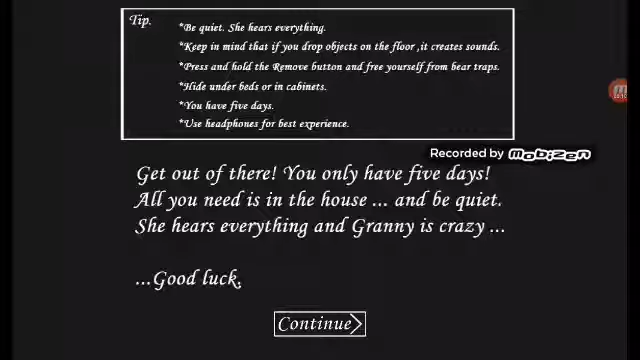 Tip.
*Be quiet. She hears everything.
*Keep in mind that if you drop objects on the floor ,it creates sounds.
*Press and hold the Remove button and free yourself from bear traps.
*Hide under beds or in cabinets.
*You have five days.
*Use headphones for best experience.
Recorded by mobizen
Get out of there! You only have five days!
All you need is in the house ... and be quiet.
She hears everything and Granny is crazy ...
...Good luck.
Continue